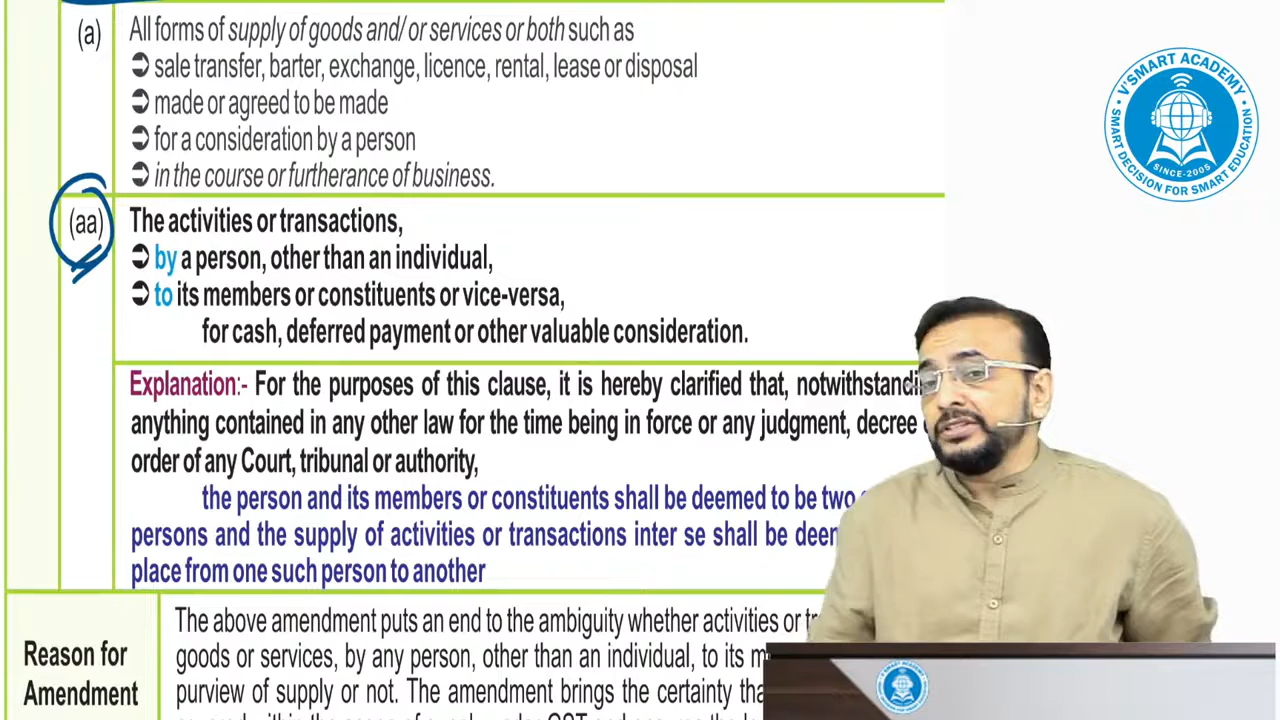 (a) All forms of supply of goods and/ or services or both such as
➲ sale transfer, barter, exchange, licence, rental, lease or disposal
➲ made or agreed to be made
➲ for a consideration by a person
➲ in the course or furtherance of business.
(aa) The activities or transactions,
➲ by a person, other than an individual,
➲ to its members or constituents or vice-versa,
for cash, deferred payment or other valuable consideration.
Explanation:- For the purposes of this clause, it is hereby clarified that,
anything contained in any other law for the time being in force or any judgment, decree
order of any Court, tribunal or authority,
the person and its members or constituents shall be deemed to be two
persons and the supply of activities or transactions inter se shall be
place from one such person to another
Reason for
Amendment
The above amendment puts an end to the ambiguity whether activities or
goods or services, by any person, other than an individual, to its
purview of supply or not. The amendment brings the certainty
V'SMART ACADEMY
SINCE-2005
SMART DECISION FOR SMART EDUCATION